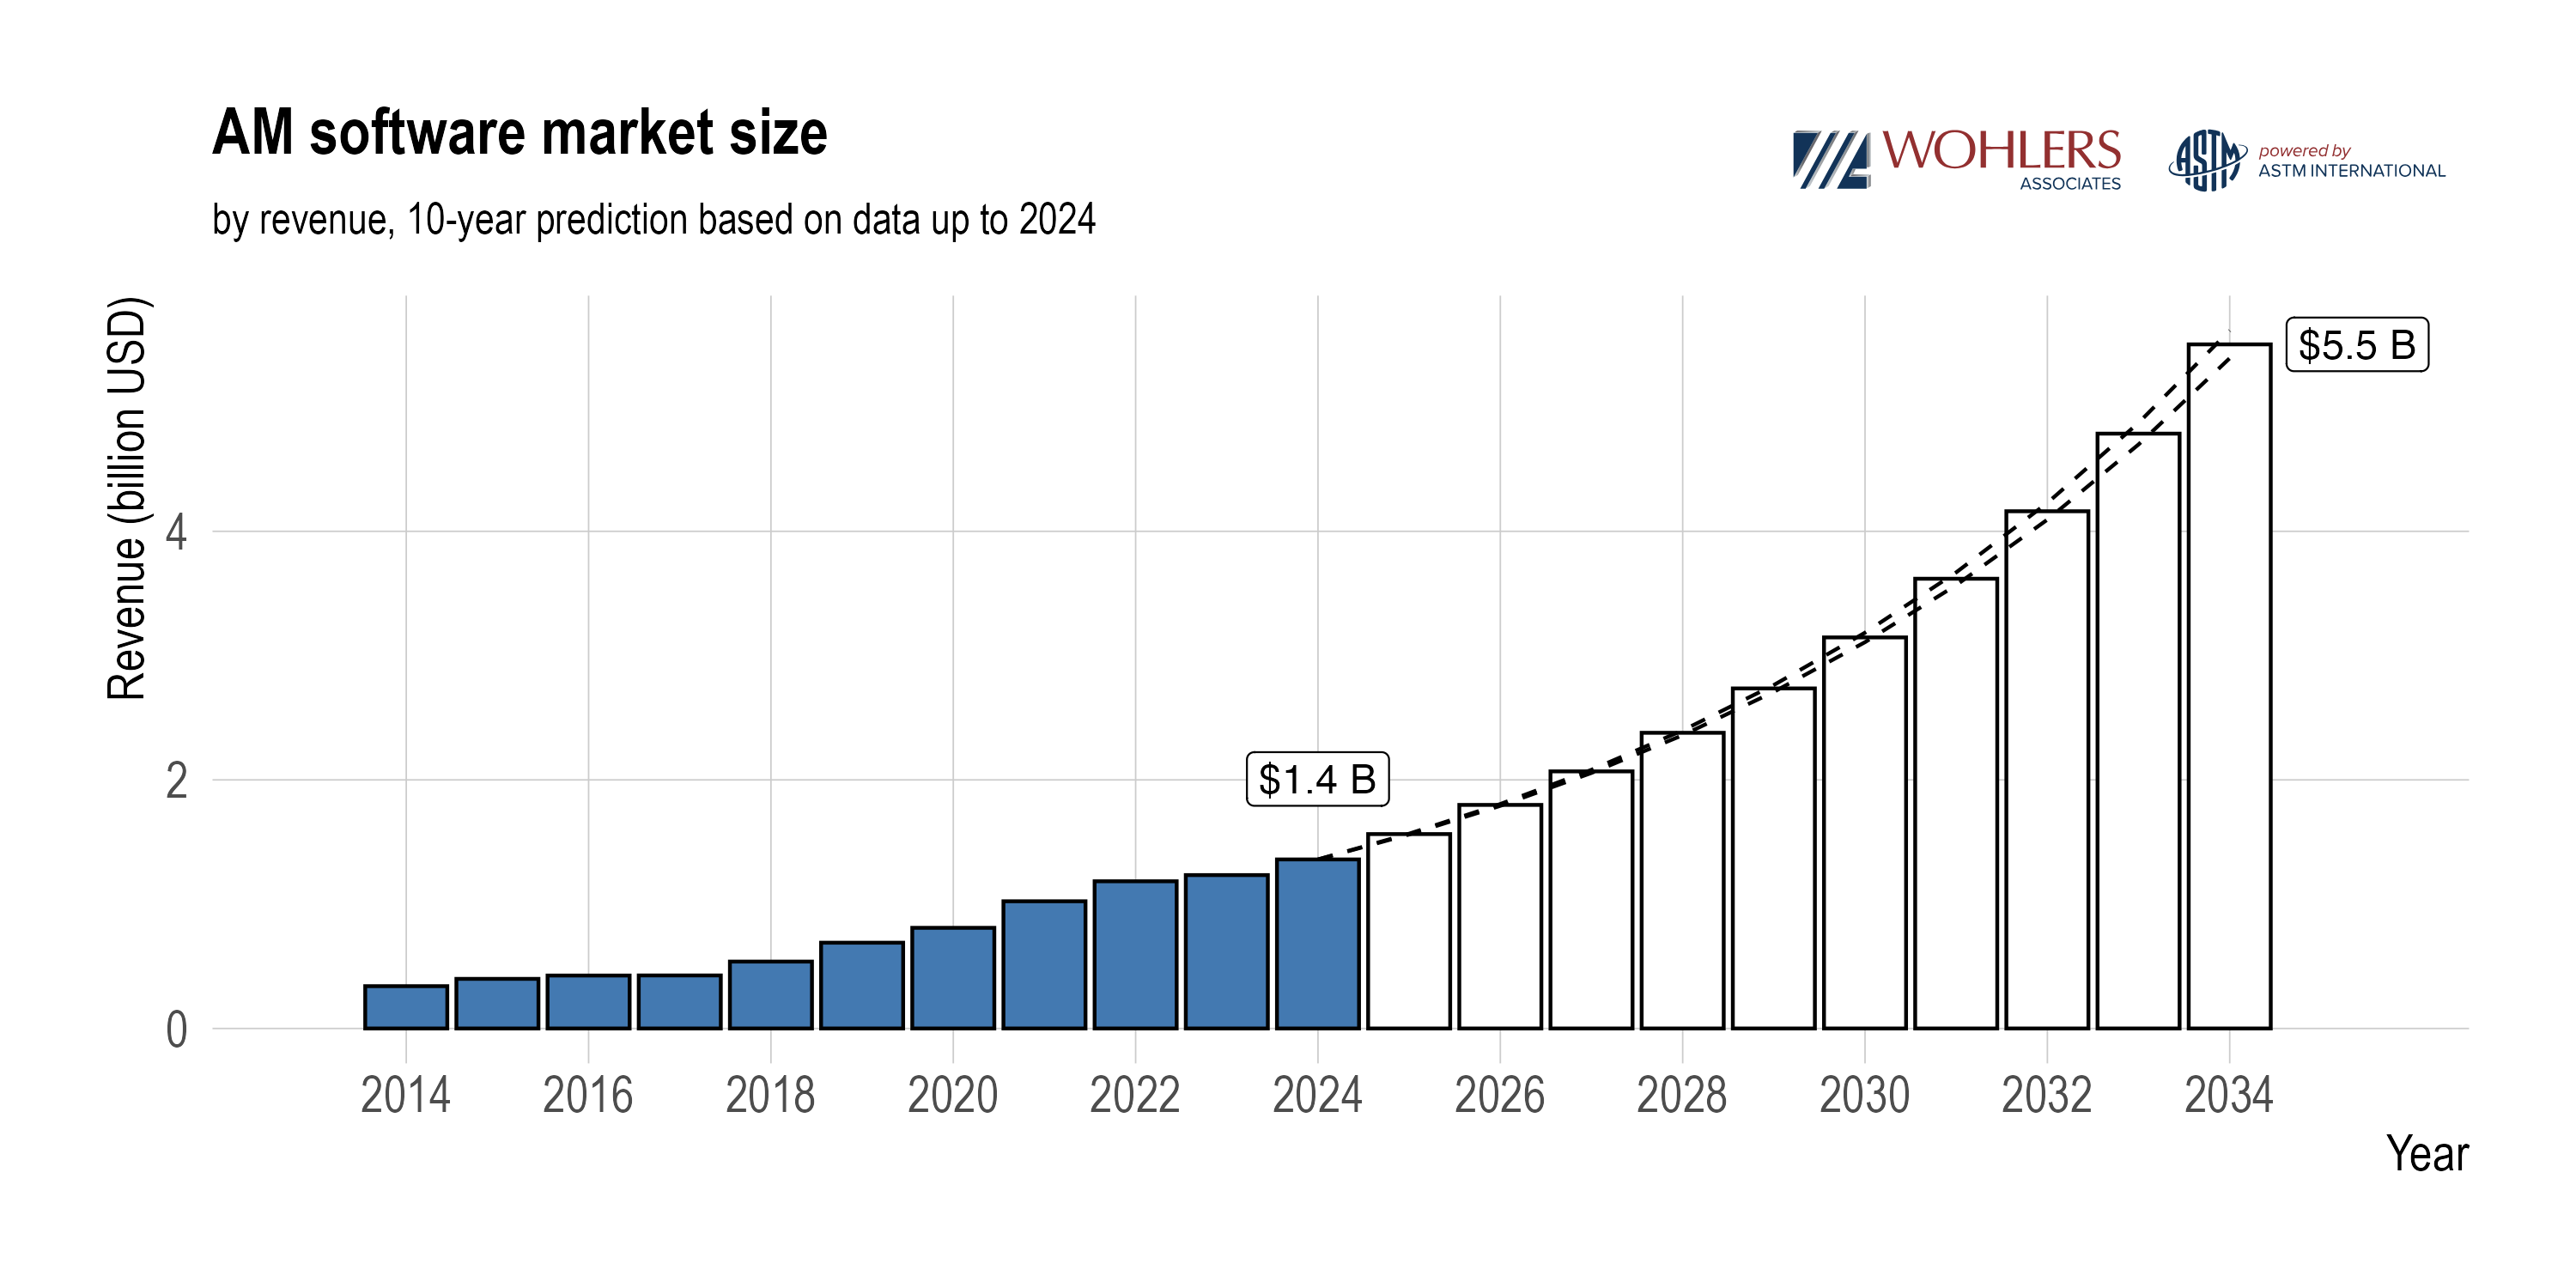 AM software market size
WOHLERS
ASSOCIATES
ASTM
powered by
ASTM INTERNATIONAL
by revenue, 10-year prediction based on data up to 2024
Revenue (billion USD)
$5.5 B
4
$1.4 B
2
0
2014 2016 2018 2020 2022 2024 2026 2028 2030 2032 2034
Year